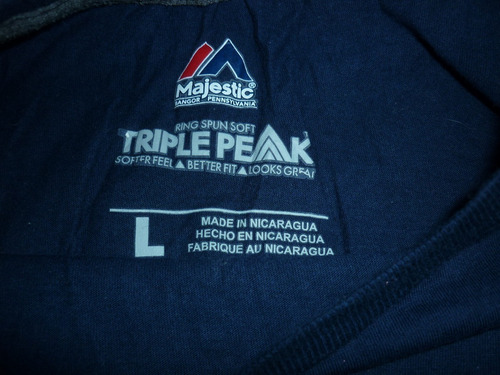 Majestic
BANGOR PENNSYLVANIA
RING SPUN SOFT
TRIPLE PEAK
SOFTER FEEL▲BETTER FIT▲LOOKS GREAT
L
MADE IN NICARAGUA
HECHO EN NICARAGUA
FABRIQUE AU NICARAGUA